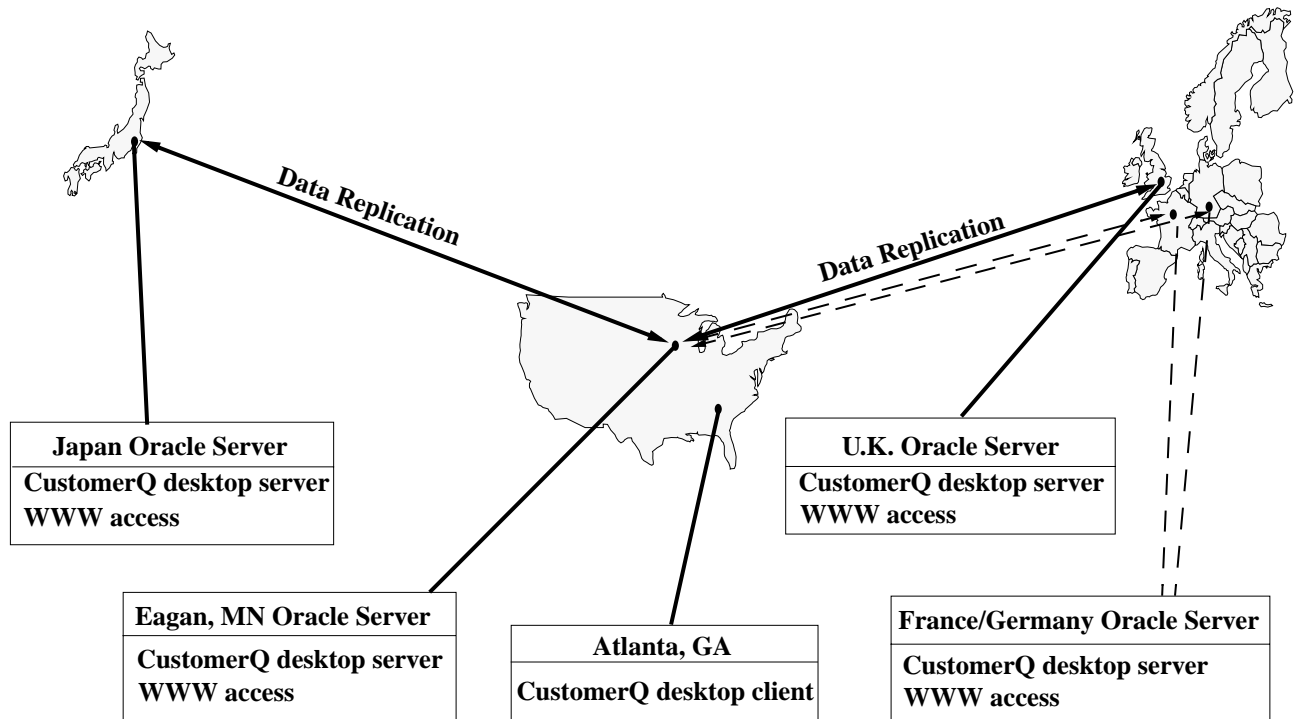 Data Replication
Data Replication
Japan Oracle Server
CustomerQ desktop server
WWW access
U.K. Oracle Server
CustomerQ desktop server
WWW access
Eagan, MN Oracle Server
CustomerQ desktop server
WWW access
Atlanta, GA
CustomerQ desktop client
France/Germany Oracle Server
CustomerQ desktop server
WWW access